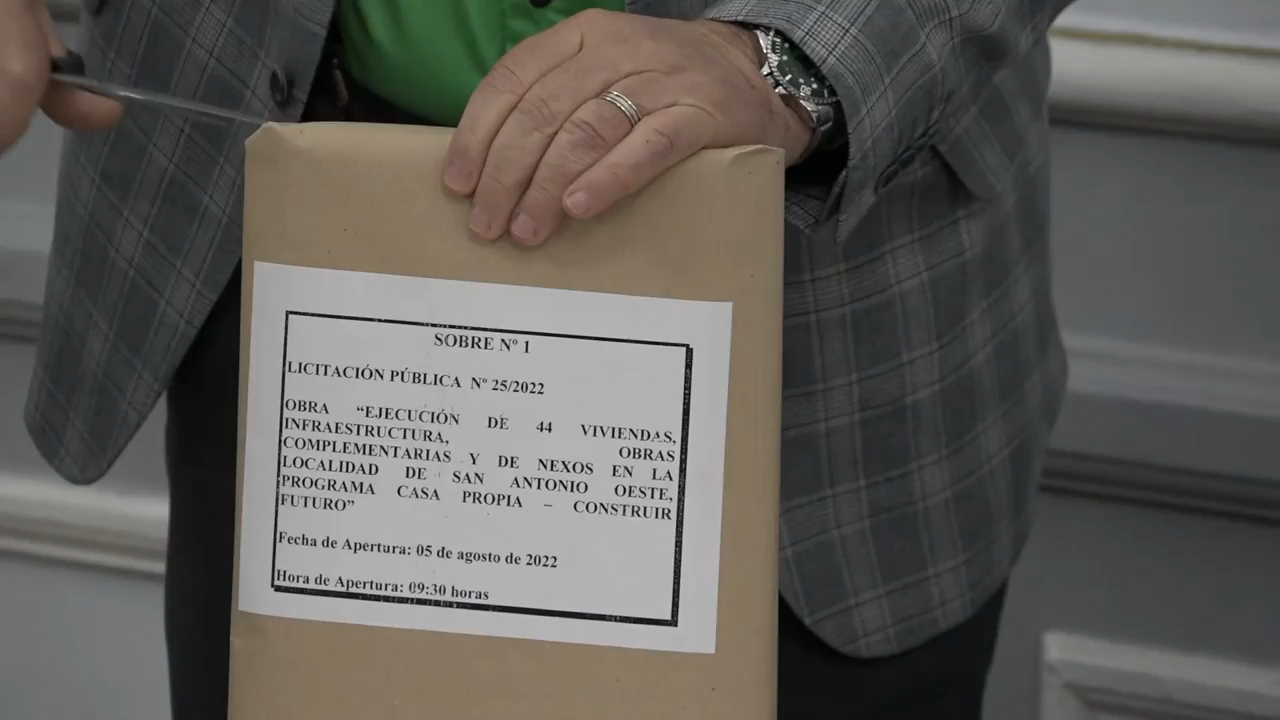 SOBRE Nº 1
LICITACIÓN PÚBLICA Nº 25/2022
OBRA “EJECUCIÓN DE 44 VIVIENDAS,
INFRAESTRUCTURA, OBRAS
COMPLEMENTARIAS Y DE NEXOS EN LA
LOCALIDAD DE SAN ANTONIO OESTE,
PROGRAMA CASA PROPIA – CONSTRUIR
FUTURO”
Fecha de Apertura: 05 de agosto de 2022
Hora de Apertura: 09:30 horas